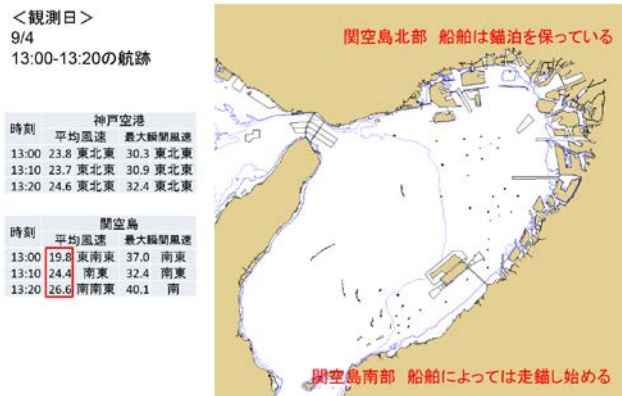 ＜観測日＞
9/4
13:00-13:20の航跡
関空島北部 船舶は錨泊を保っている
時刻 神戸空港
平均風速 最大瞬間風速
13:00 23.8 東北東 30.3 東北東
13:10 23.7 東北東 30.9 東北東
13:20 24.6 東北東 32.4 東北東
時刻 関空島
平均風速 最大瞬間風速
13:00 19.8 東南東 37.0 南東
13:10 24.4 南東 32.4 南東
13:20 26.6 南南東 40.1 南
関空島南部 船舶によっては走錨し始める